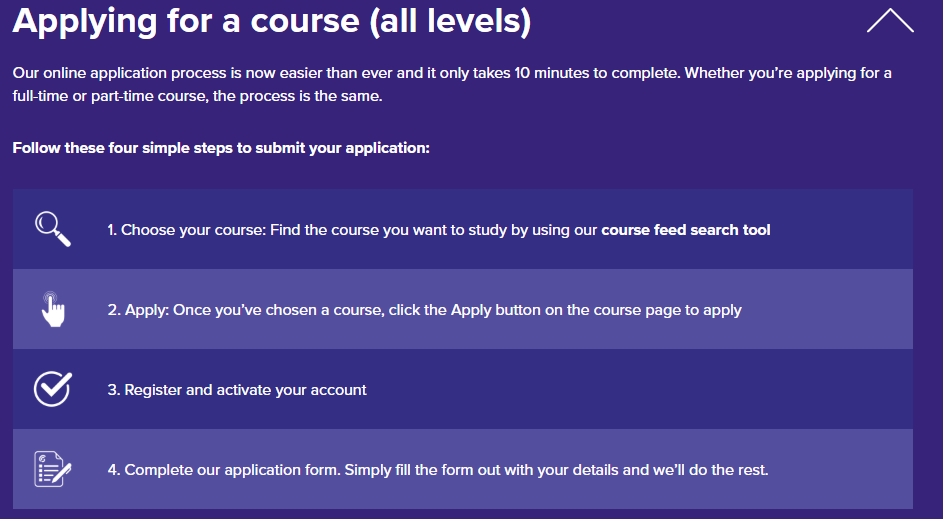 Applying for a course (all levels)
Our online application process is now easier than ever and it only takes 10 minutes to complete. Whether you’re applying for a
full-time or part-time course, the process is the same.
Follow these four simple steps to submit your application:
1. Choose your course: Find the course you want to study by using our course feed search tool
2. Apply: Once you’ve chosen a course, click the Apply button on the course page to apply
3. Register and activate your account
4. Complete our application form. Simply fill the form out with your details and we’ll do the rest.